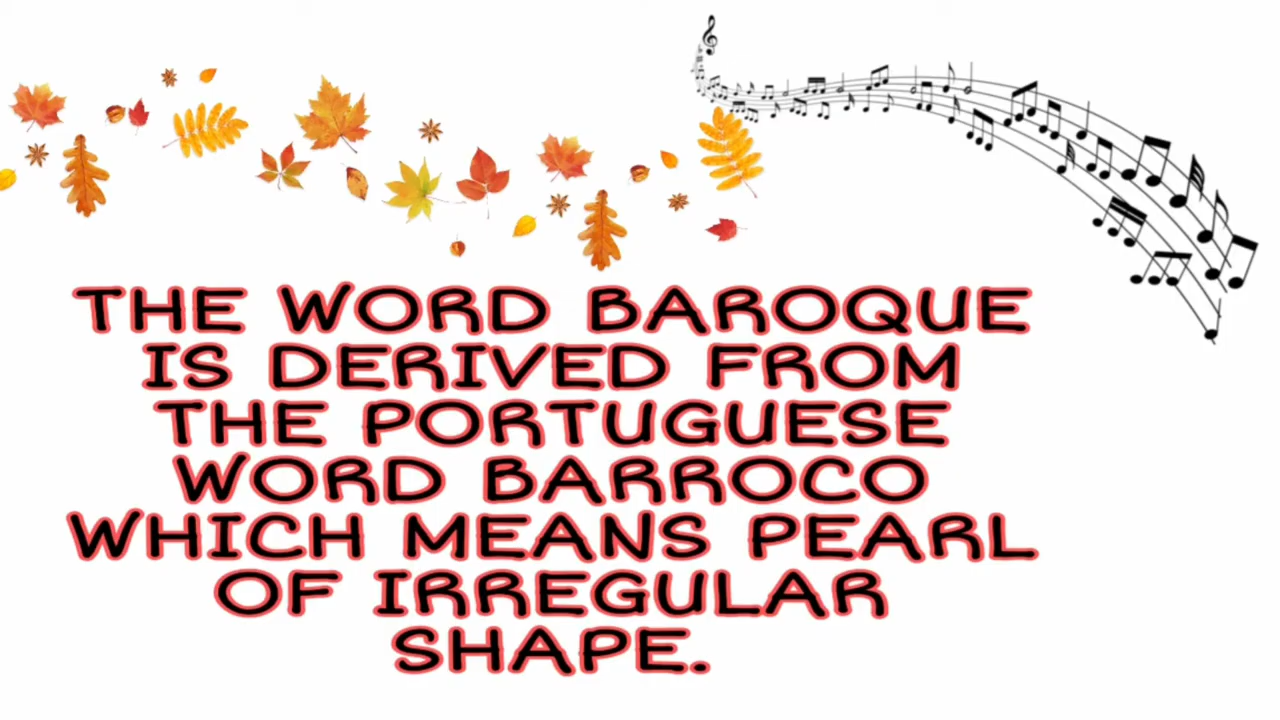 THE WORD BAROQUE
IS DERIVED FROM
THE PORTUGUESE
WORD BARROCO
WHICH MEANS PEARL
OF IRREGULAR
SHAPE.